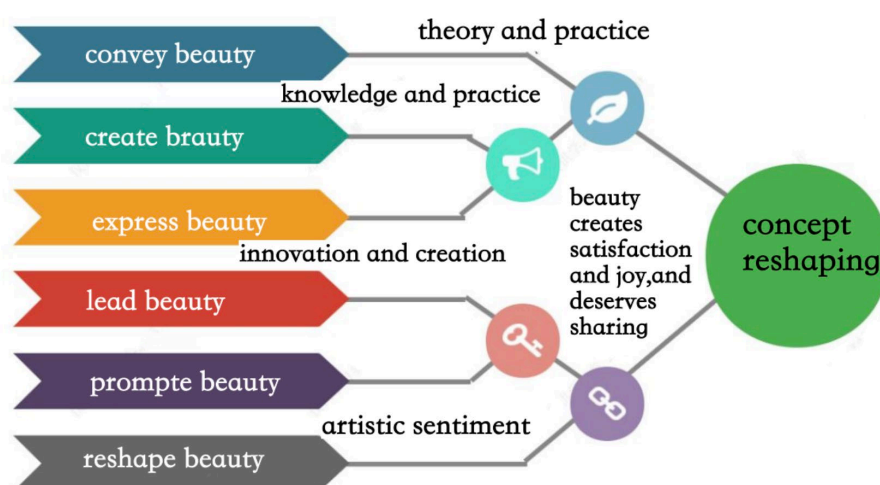 theory and practice
convey beauty
knowledge and practice
create brauty
express beauty
innovation and creation
beauty
creates
satisfaction
and joy,and
deserves
sharing
concept
reshaping
lead beauty
prompte beauty
artistic sentiment
reshape beauty